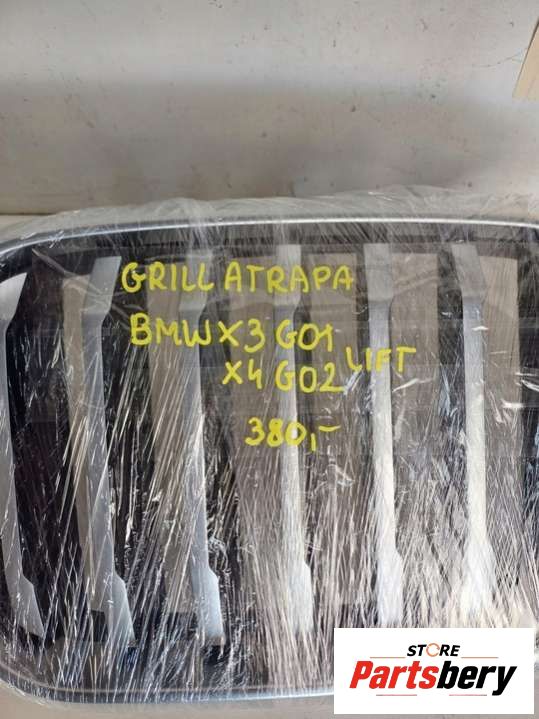 GRILL ATRAPA
BMW X3 G01
X4 G02 LIFT
380,-
STORE
Partsbery